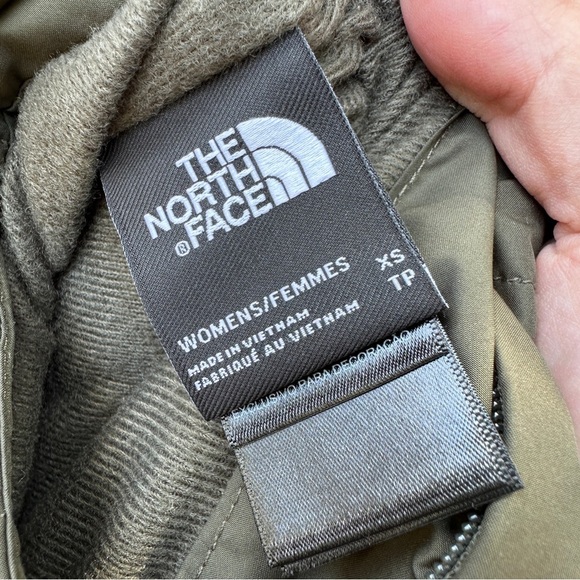 THE
NORTH
FACE
®
WOMENS/FEMMES XS
TP
MADE IN VIETNAM
FABRIQUÉ AU VIETNAM
EXCLUSIVO PARA DECORAÇÃO